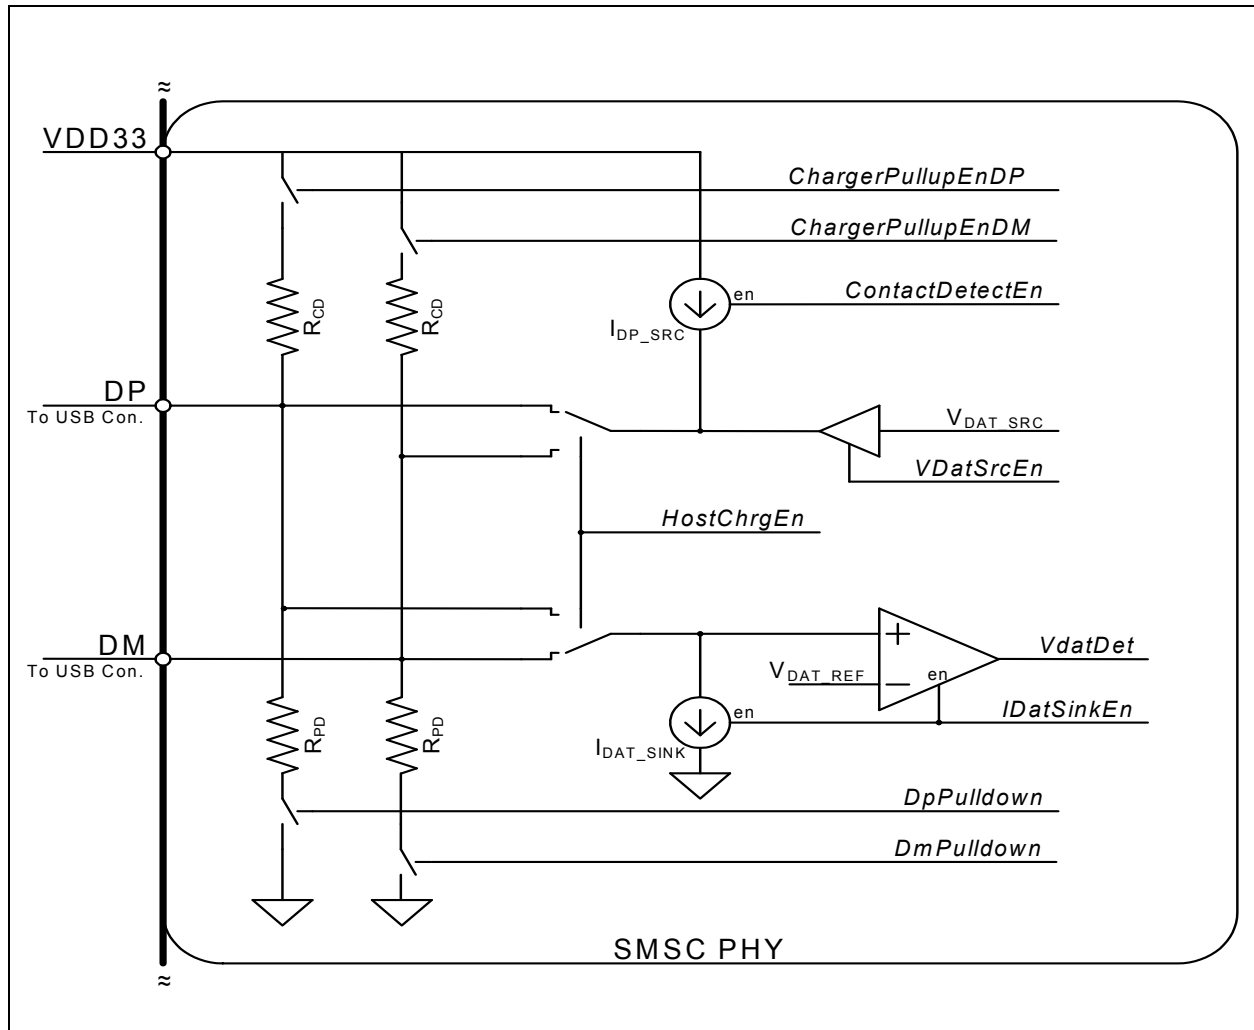 VDD33
ChargerPullupEnDP
ChargerPullupEnDM
en
ContactDetectEn
IDP_SRC
RCD
RCD
DP
To USB Con.
VDAT_SRC
VDatSrcEn
HostChrgEn
DM
To USB Con.
+
VdatDet
VDAT_REF
−
en
en
IDatSinkEn
IDAT_SINK
RPD
RPD
DpPulldown
DmPulldown
SMSC PHY